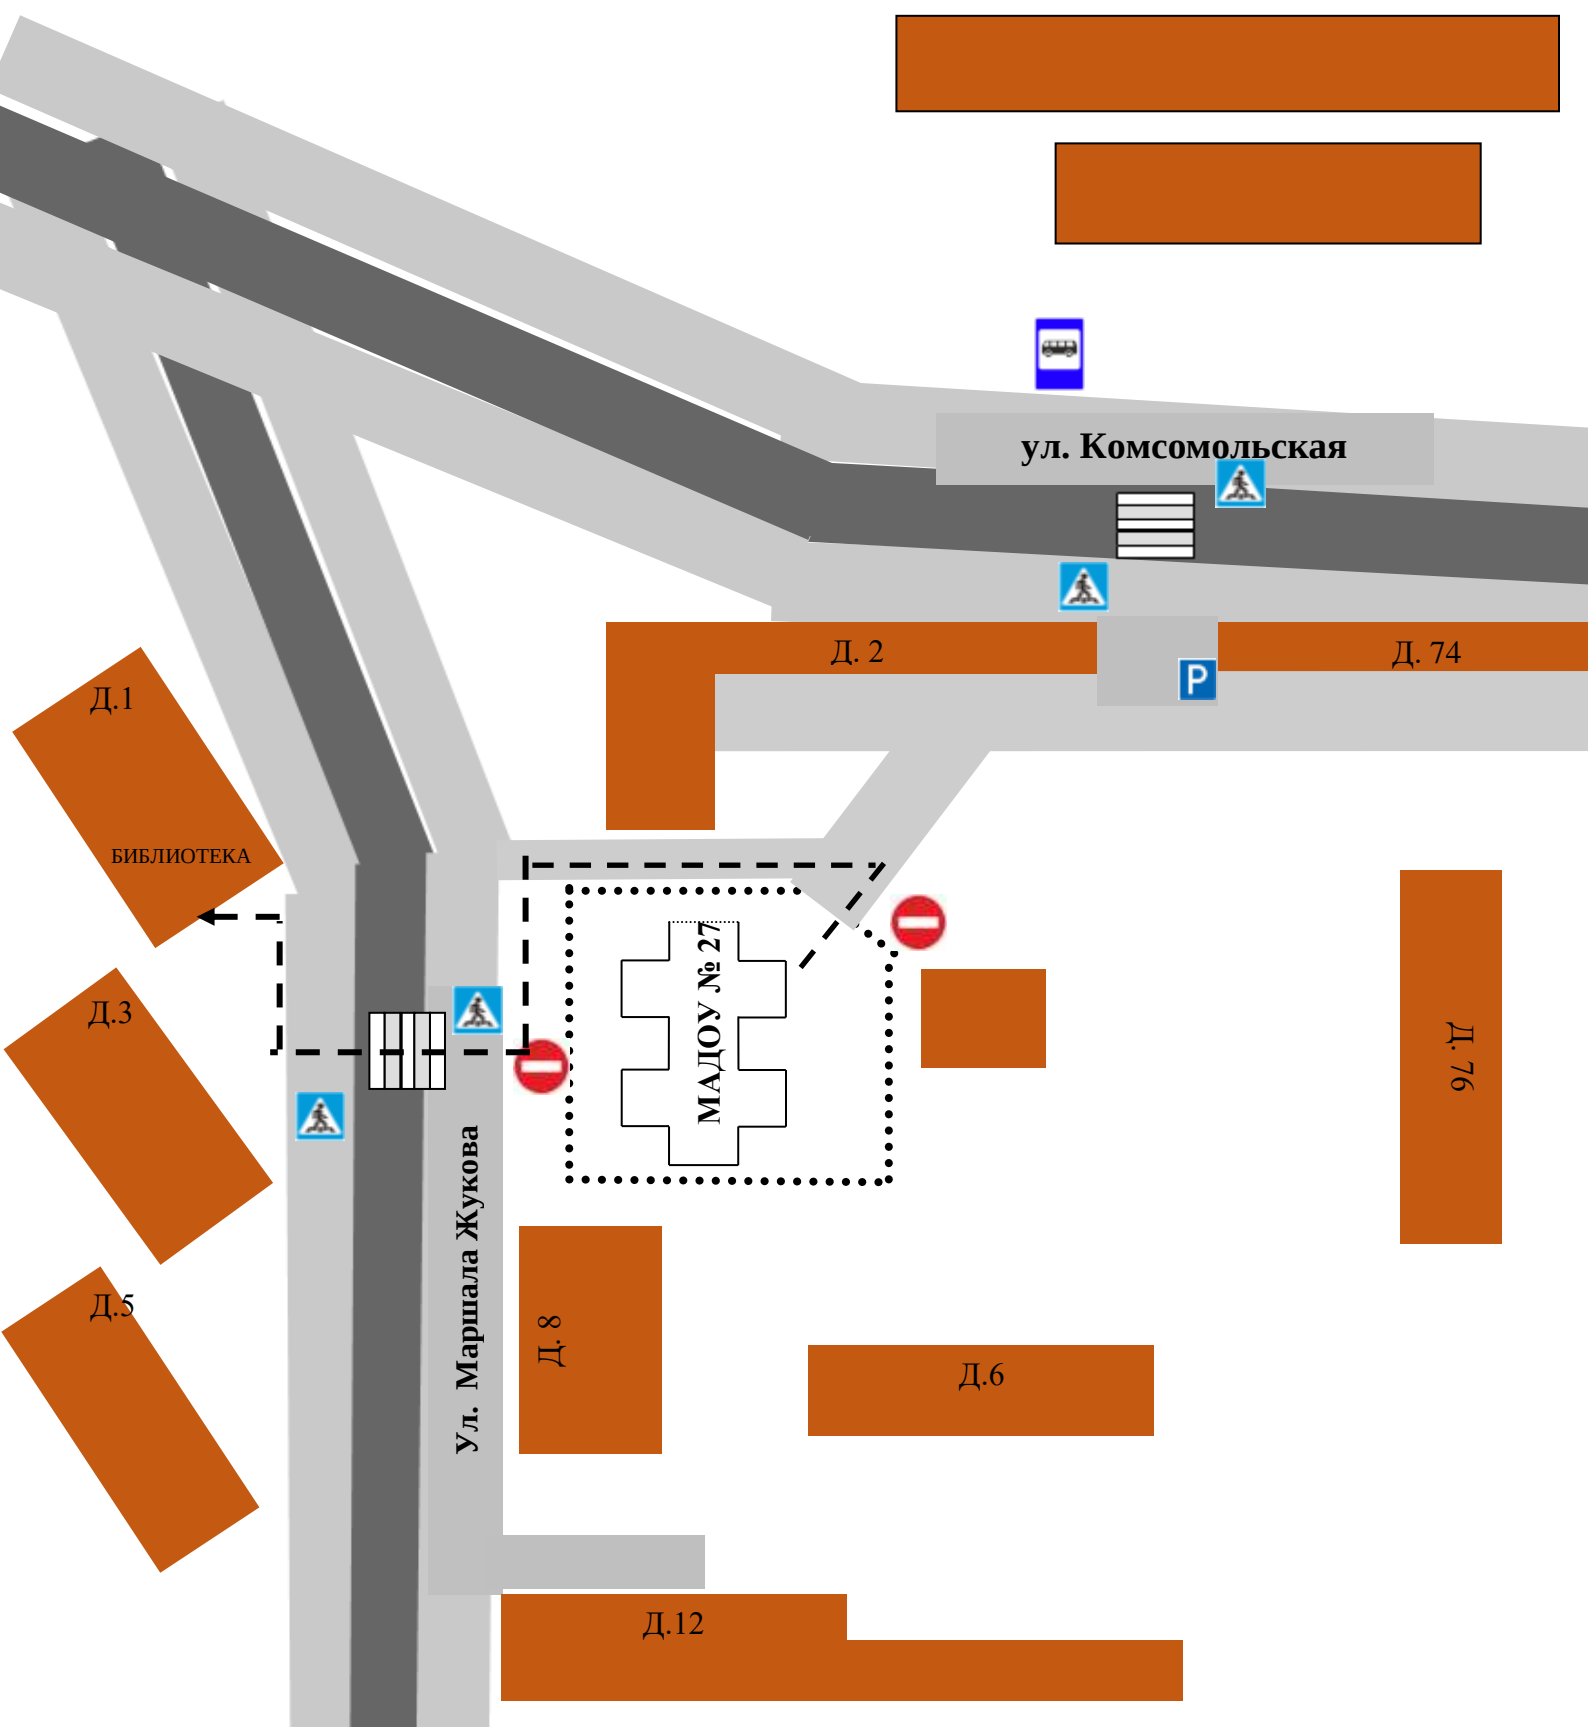 ул. Комсомольская
Д. 2
Д. 74
P
Д.1
БИБЛИОТЕКА
МАДОУ № 27
Д.3
Д. 76
Ул. Маршала Жукова
Д.5
Д. 8
Д.6
Д.12